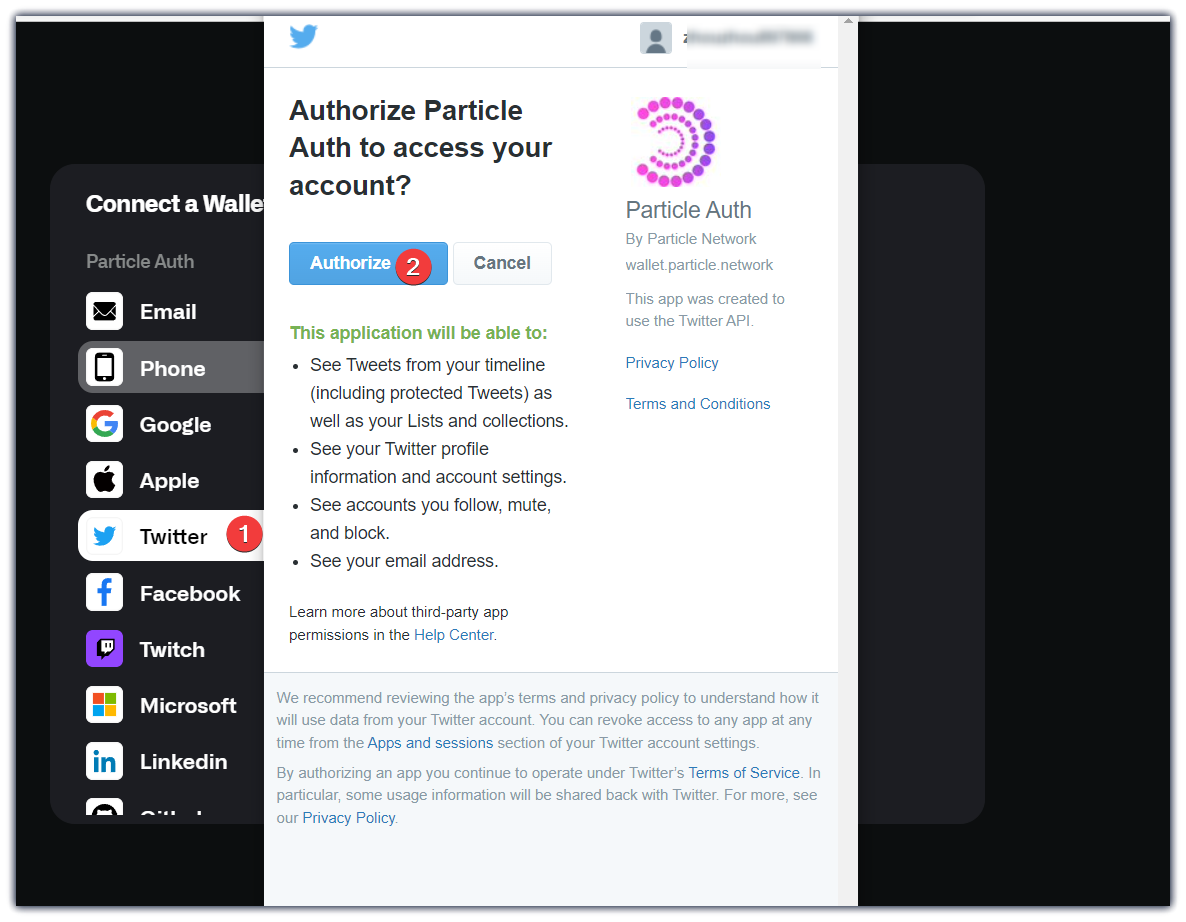 Authorize Particle
Auth to access your
account?
Authorize
2
Cancel
This application will be able to:
See Tweets from your timeline
(including protected Tweets) as
well as your Lists and collections.
See your Twitter profile
information and account settings.
See accounts you follow, mute,
and block.
See your email address.
Learn more about third-party app
permissions in the Help Center.
Particle Auth
By Particle Network
wallet.particle.network
This app was created to
use the Twitter API.
Privacy Policy
Terms and Conditions
We recommend reviewing the app's terms and privacy policy to understand how it
will use data from your Twitter account. You can revoke access to any app at any
time from the Apps and sessions section of your Twitter account settings.
By authorizing an app you continue to operate under Twitter's Terms of Service. In
particular, some usage information will be shared back with Twitter. For more, see
our Privacy Policy.
Connect a Walle
Particle Auth
Email
Phone
Google
Apple
Twitter
1
Facebook
Twitch
Microsoft
Linkedin